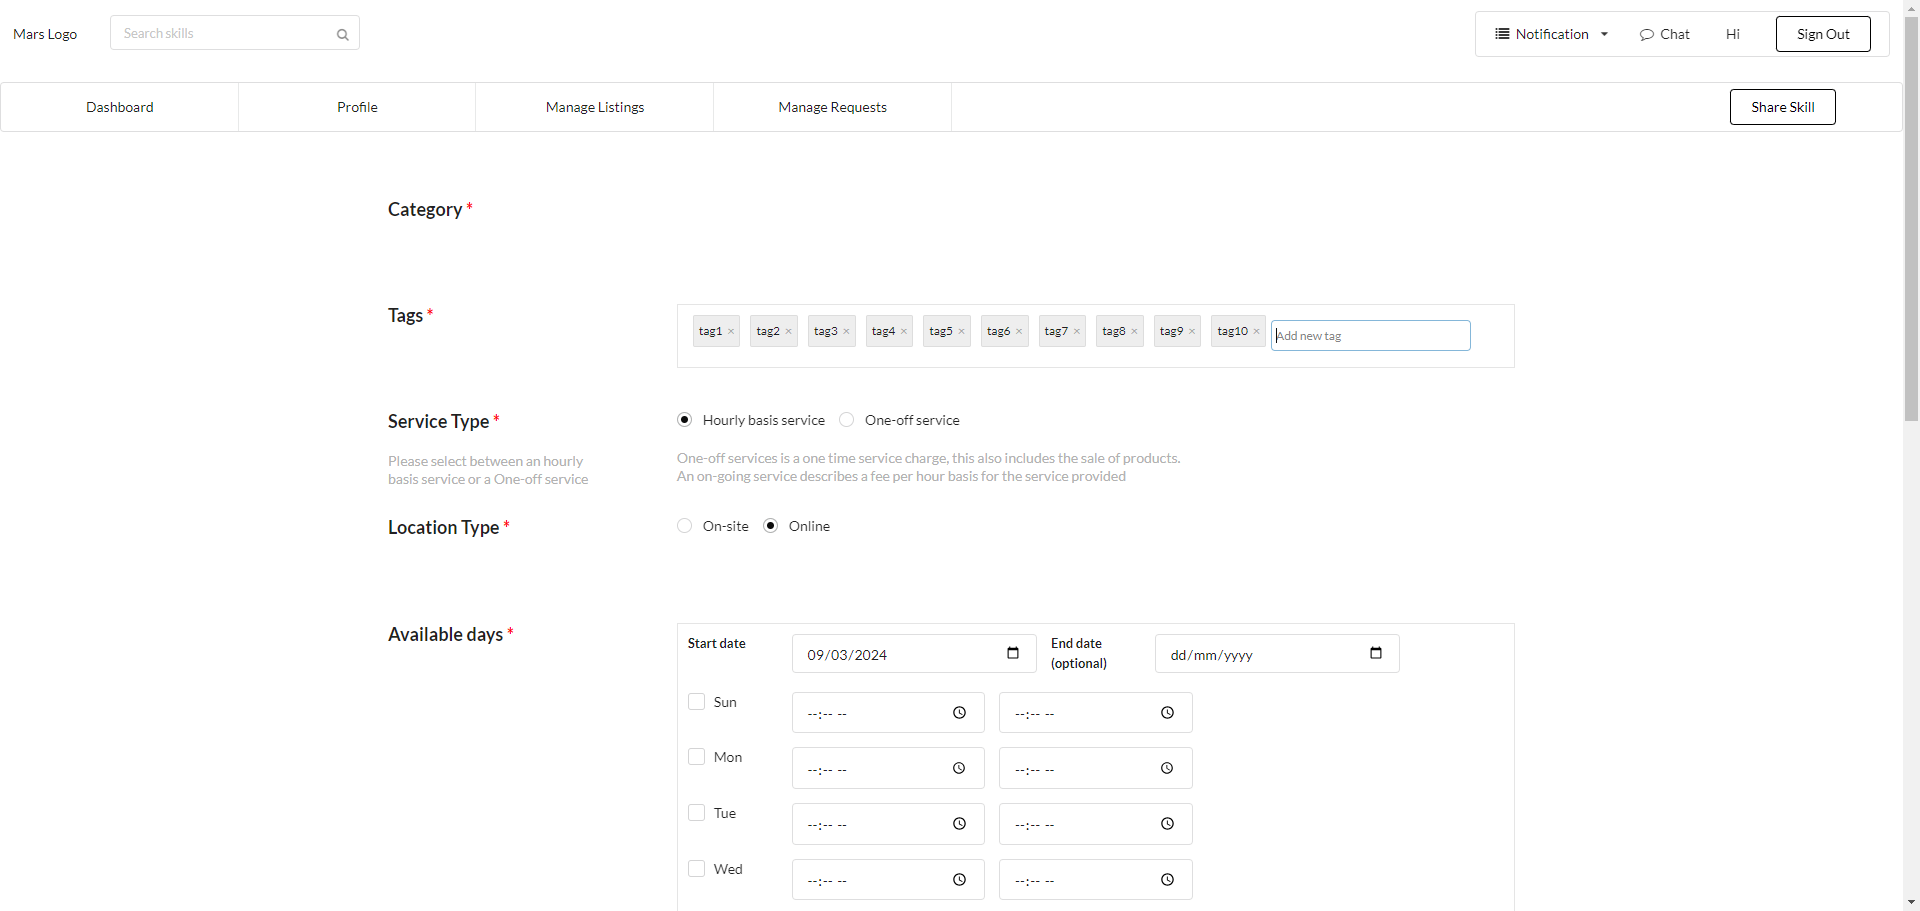 Mars Logo
Search skills
Notification
Chat
Hi
Sign Out
Dashboard
Profile
Manage Listings
Manage Requests
Share Skill
Category *
Tags *
tag1 ×
tag2 ×
tag3 ×
tag4 ×
tag5 ×
tag6 ×
tag7 ×
tag8 ×
tag9 ×
tag10 ×
Add new tag
Service Type *
Please select between an hourly
basis service or a One-off service
Hourly basis service
One-off service
One-off services is a one time service charge, this also includes the sale of products.
An on-going service describes a fee per hour basis for the service provided
Location Type *
On-site
Online
Available days *
Start date
09/03/2024
End date
(optional)
dd/mm/yyyy
Sun
--:-- --
--:-- --
Mon
--:-- --
--:-- --
Tue
--:-- --
--:-- --
Wed
--:-- --
--:-- --